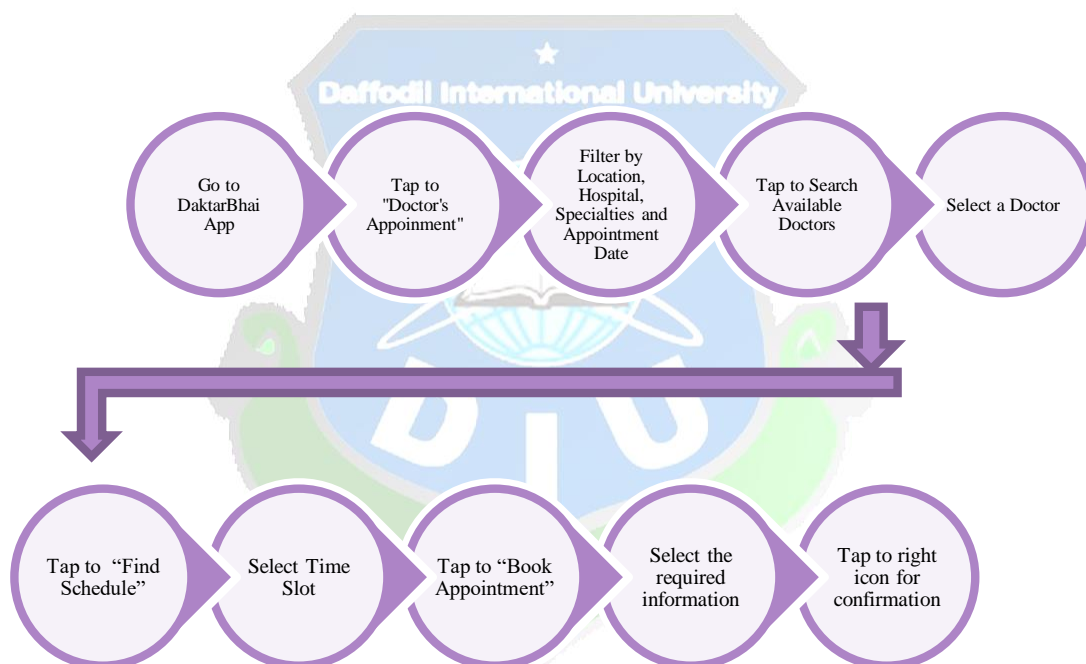 Daffodil International University
Go to
DaktarBhai
App
Tap to
"Doctor's
Appoinment"
Filter by
Location,
Hospital,
Specialties and
Appointment
Date
Tap to Search
Available
Doctors
Select a Doctor
D I U
Tap to “Find
Schedule”
Select Time
Slot
Tap to “Book
Appointment”
Select the
required
information
Tap to right
icon for
confirmation